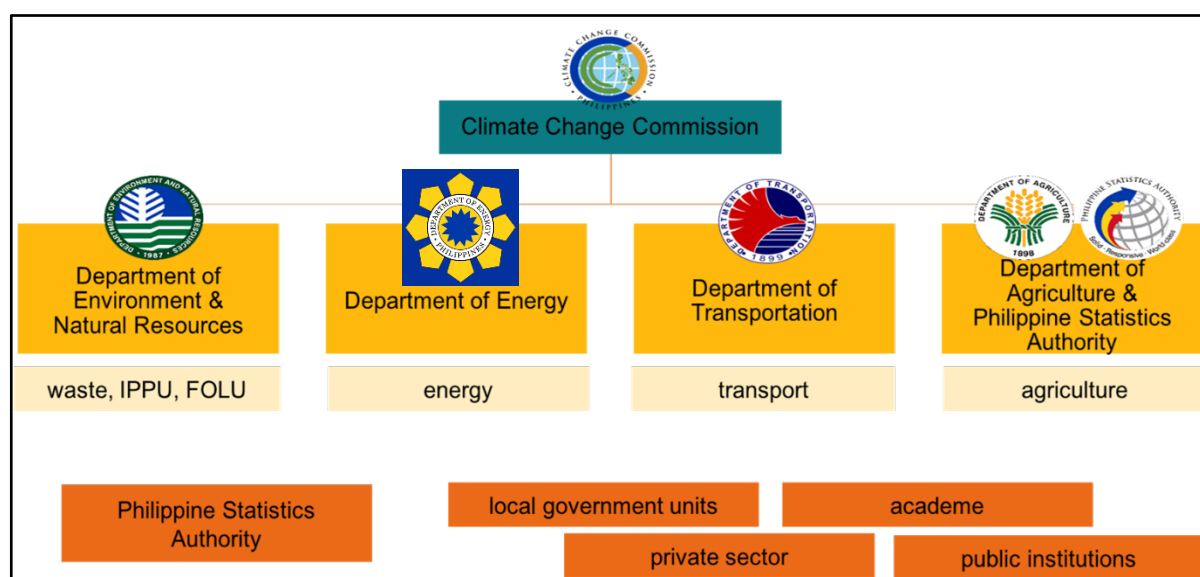 CLIMATE CHANGE COMMISSION
PHILIPPINES
Climate Change Commission
DEPARTMENT OF ENVIRONMENT AND NATURAL RESOURCES
1987
Department of
Environment &
Natural Resources
DEPARTMENT OF ENERGY
PHILIPPINES
Department of Energy
DEPARTMENT OF TRANSPORTATION
1899
Department of
Transportation
DEPARTMENT OF AGRICULTURE
1898
PHILIPPINE STATISTICS AUTHORITY
Solid · Responsive · World-class
Department of
Agriculture &
Philippine Statistics
Authority
waste, IPPU, FOLU
energy
transport
agriculture
Philippine Statistics
Authority
local government units
academe
private sector
public institutions